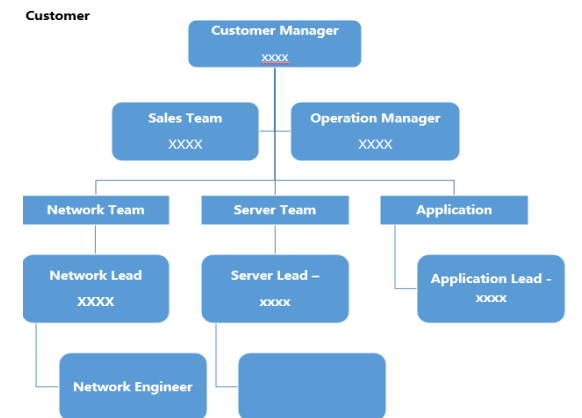 Customer
Customer Manager
xxxx
Sales Team
XXXX
Operation Manager
XXXX
Network Team
Server Team
Application
Network Lead
XXXX
Server Lead –
xxxx
Application Lead -
xxxx
Network Engineer